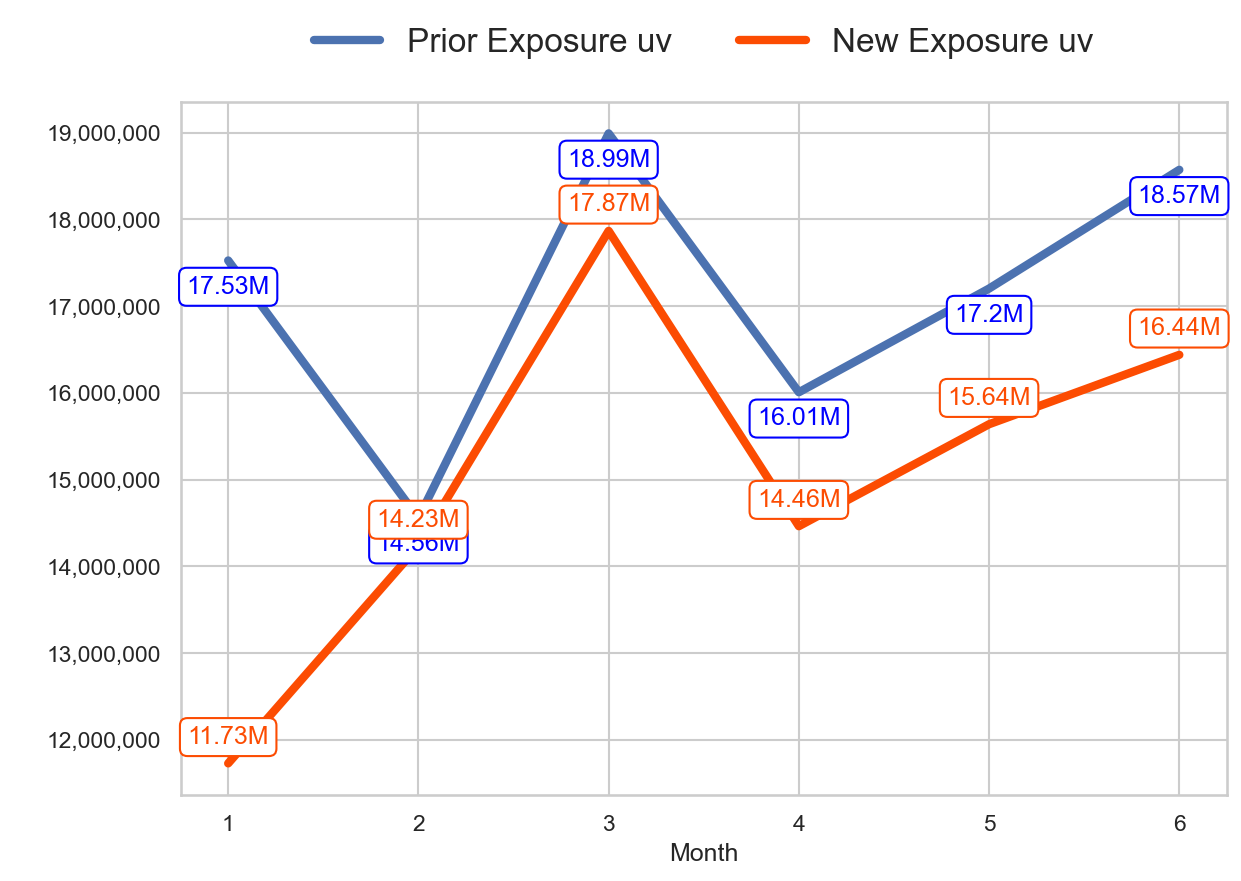 Prior Exposure uv New Exposure uv
19,000,000
18.99M
18.57M
17.87M
18,000,000
17.53M
17,000,000
17.2M
16.44M
16,000,000
15.64M
16.01M
15,000,000
14.46M
14.23M
14.56M
14,000,000
13,000,000
12,000,000
11.73M
1 2 3 4 5 6
Month